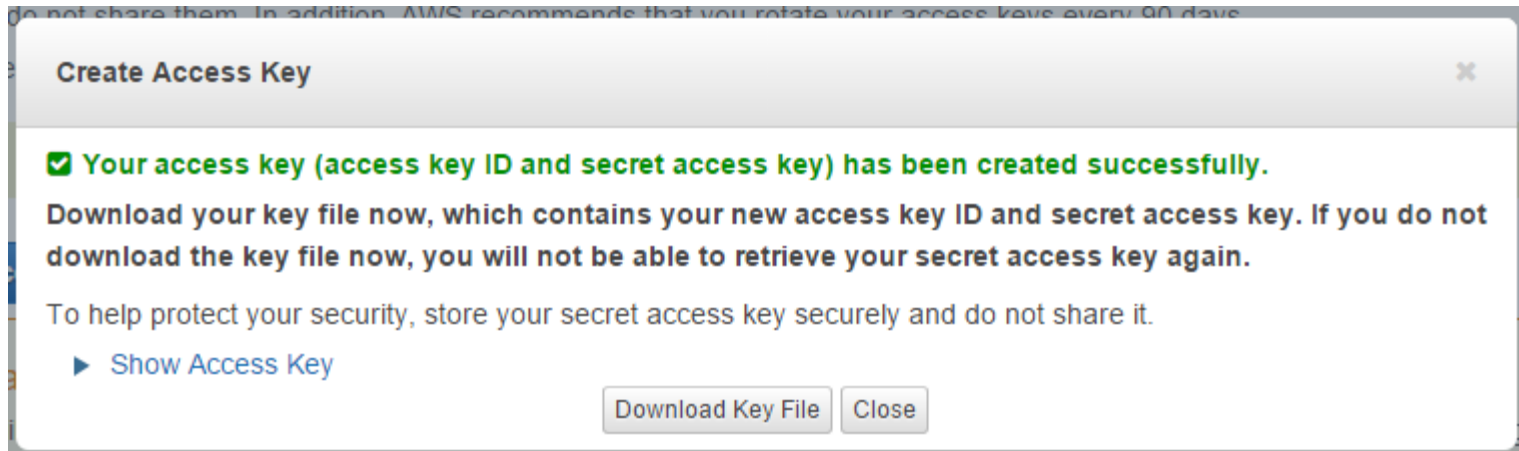 do not share them. In addition, AWS recommends that you rotate your access keys every 90 days
Create Access Key
Your access key (access key ID and secret access key) has been created successfully.
Download your key file now, which contains your new access key ID and secret access key. If you do not
download the key file now, you will not be able to retrieve your secret access key again.
To help protect your security, store your secret access key securely and do not share it.
Show Access Key
Download Key File
Close